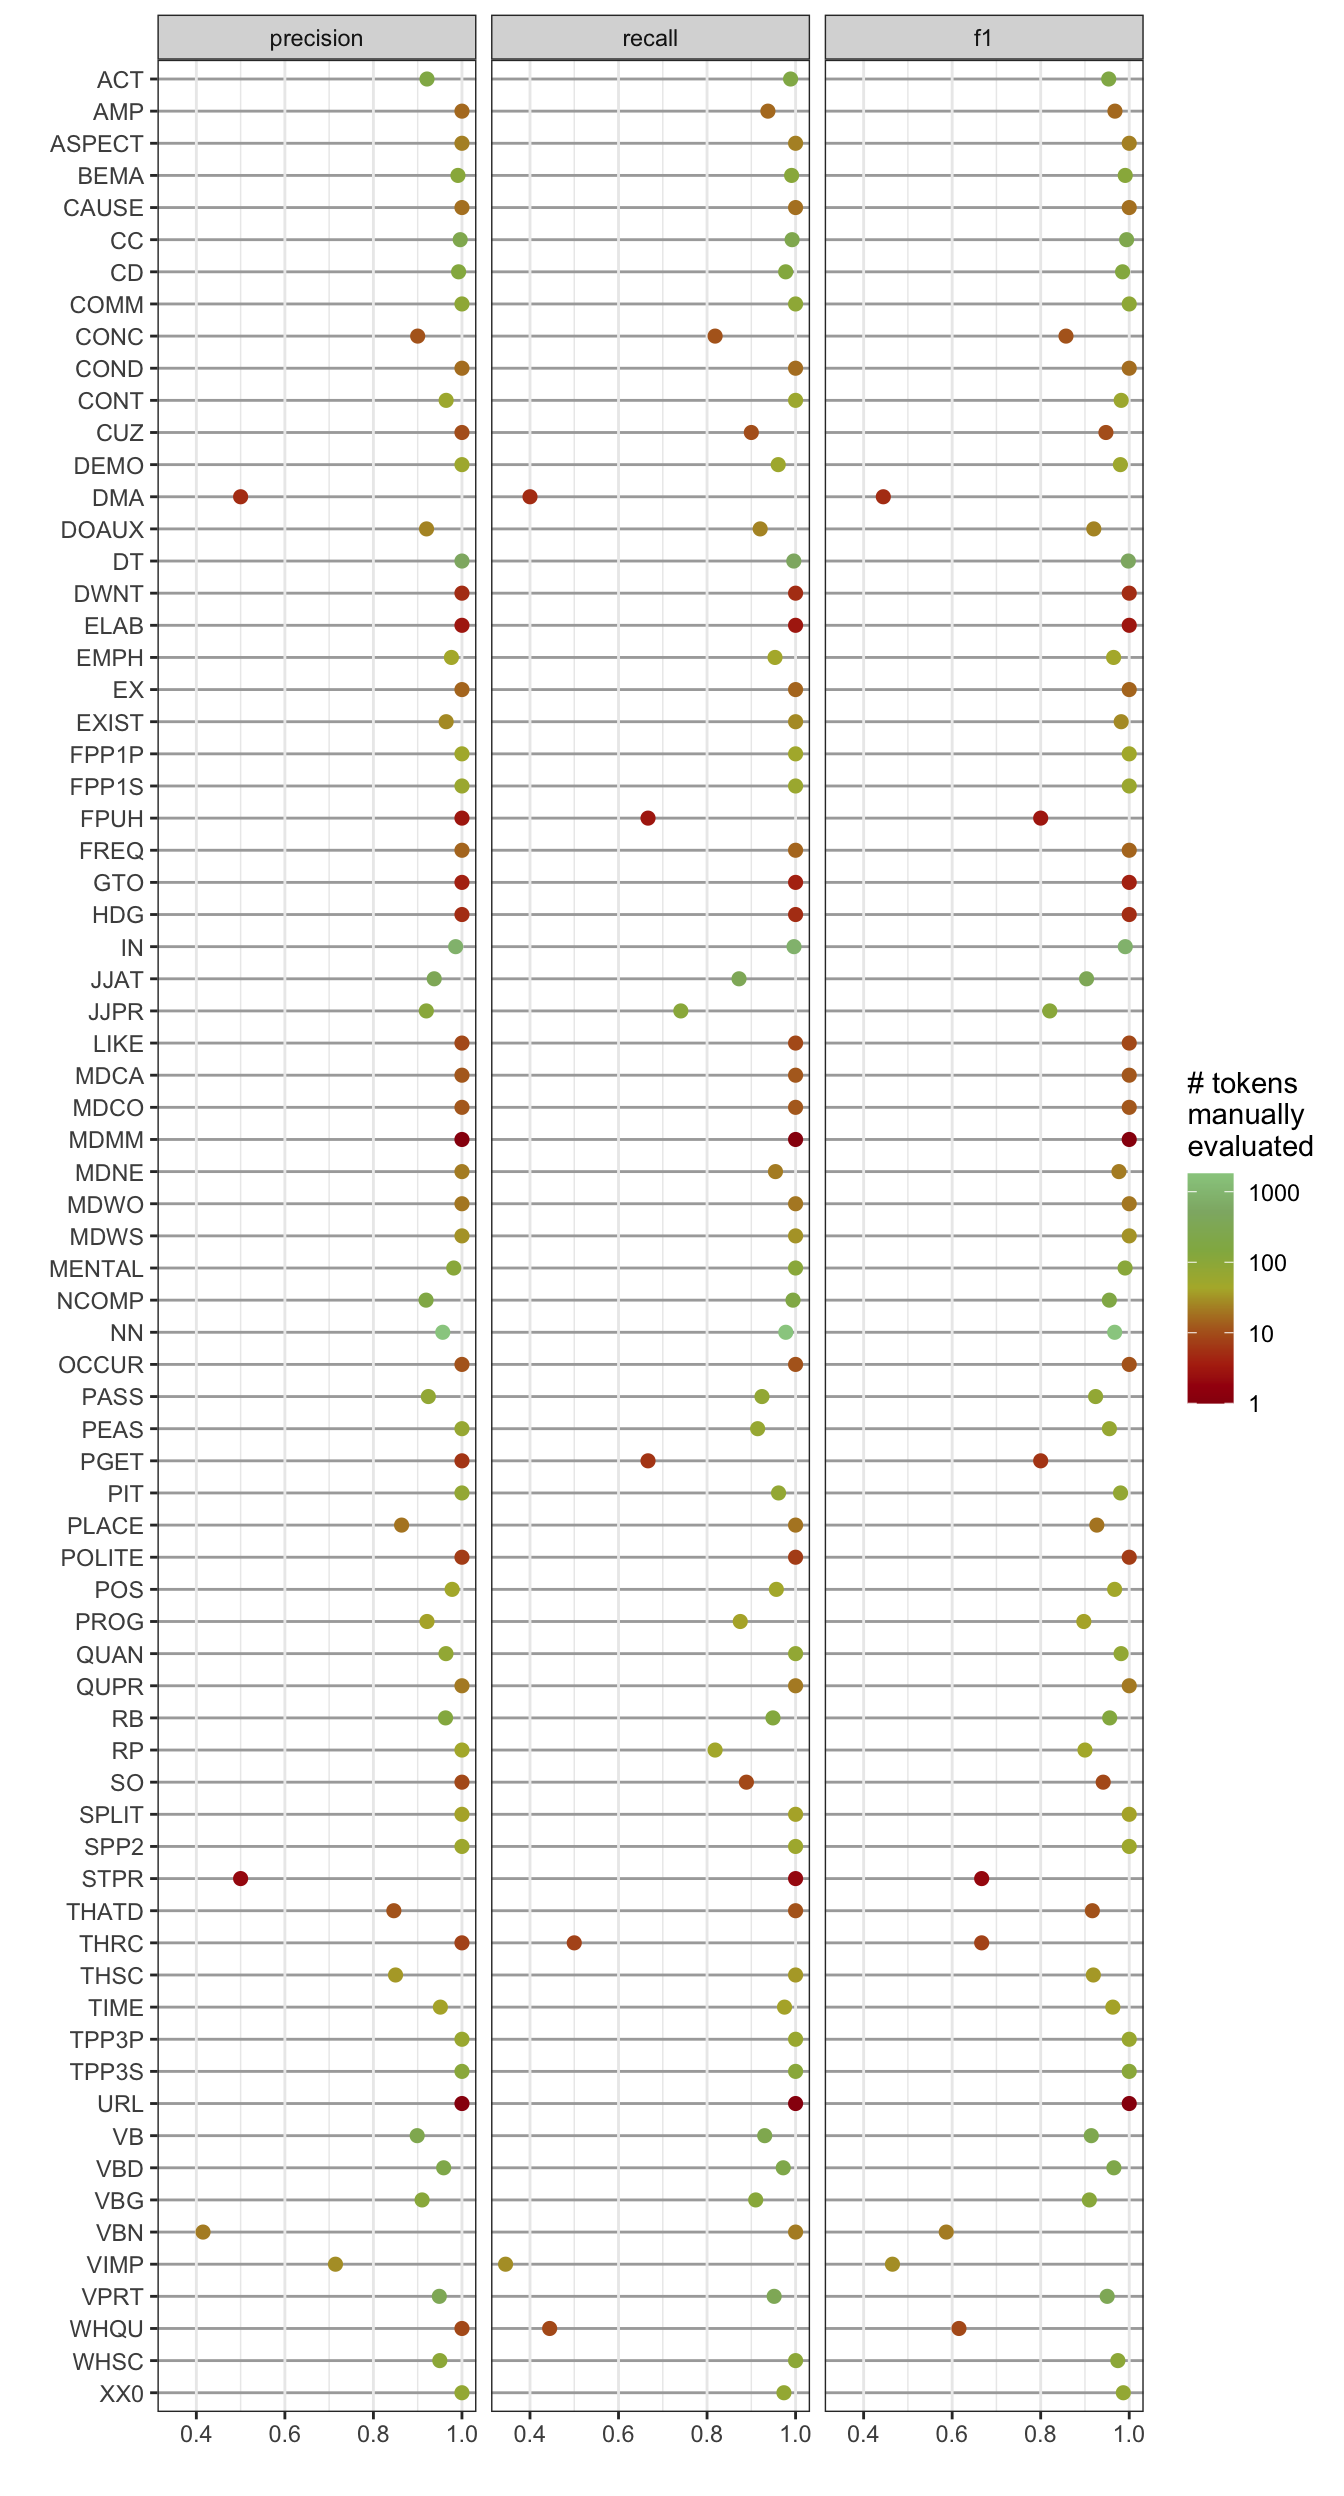 precision recall f1
ACT
AMP
ASPECT
BEMA
CAUSE
CC
CD
COMM
CONC
COND
CONT
CUZ
DEMO
DMA
DOAUX
DT
DWNT
ELAB
EMPH
EX
EXIST
FPP1P
FPP1S
FPUH
FREQ
GTO
HDG
IN
JJAT
JJPR
LIKE
MDCA
MDCO
MDMM
MDNE
MDWO
MDWS
MENTAL
NCOMP
NN
OCCUR
PASS
PEAS
PGET
PIT
PLACE
POLITE
POS
PROG
QUAN
QUPR
RB
RP
SO
SPLIT
SPP2
STPR
THATD
THRC
THSC
TIME
TPP3P
TPP3S
URL
VB
VBD
VBG
VBN
VIMP
VPRT
WHQU
WHSC
XX0
0.4 0.6 0.8 1.0 0.4 0.6 0.8 1.0 0.4 0.6 0.8 1.0
# tokens
manually
evaluated
1000
100
10
1